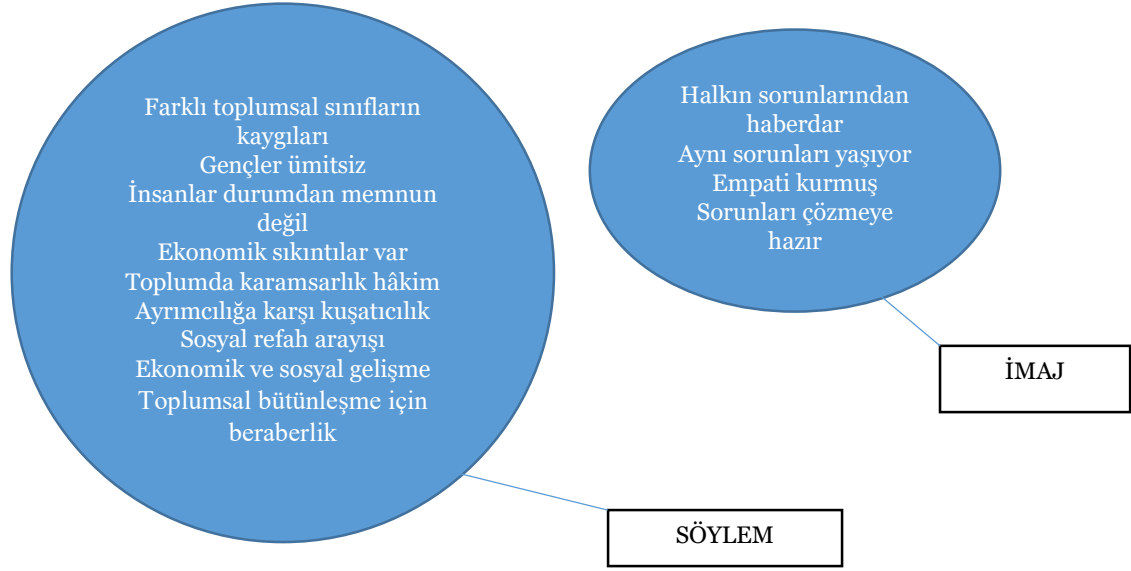 Farklı toplumsal sınıfların
kaygıları
Gençler ümitsiz
İnsanlar durumdan memnun
değil
Ekonomik sıkıntılar var
Toplumda karamsarlık hâkim
Ayrımcılığa karşı kuşatıcılık
Sosyal refah arayışı
Ekonomik ve sosyal gelişme
Toplumsal bütünleşme için
beraberlik
SÖYLEM
Halkın sorunlarından
haberdar
Aynı sorunları yaşıyor
Empati kurmuş
Sorunları çözmeye
hazır
İMAJ